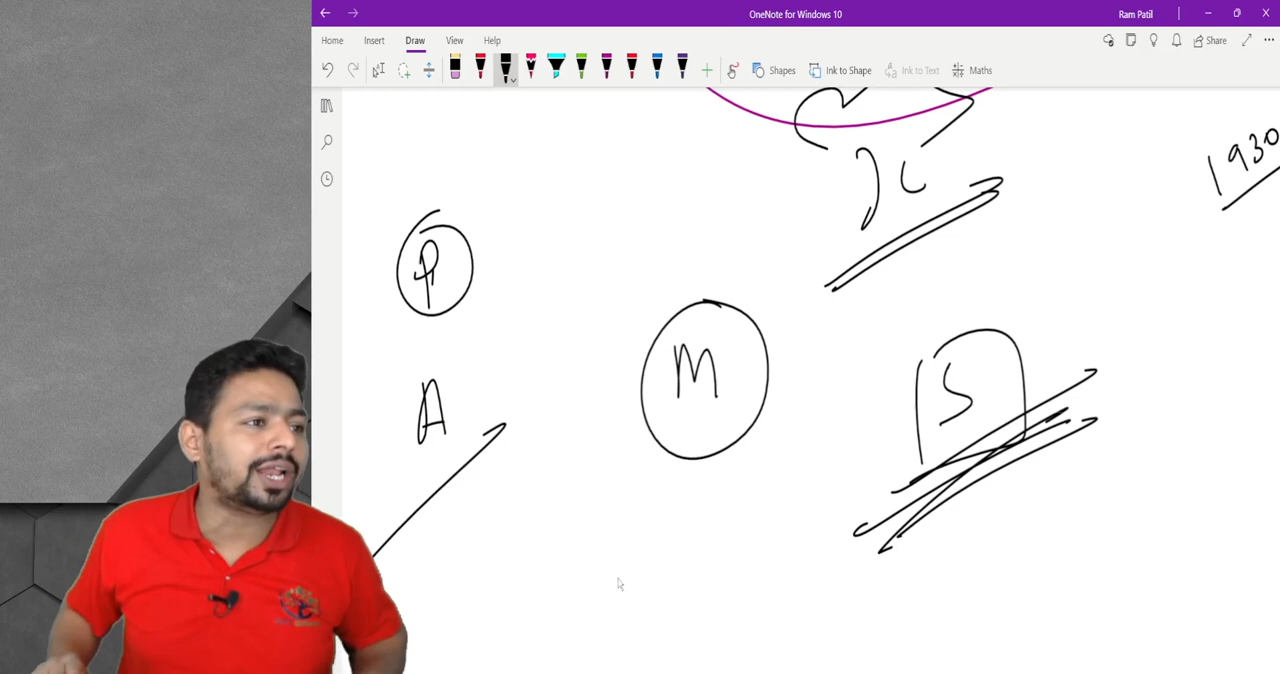 OneNote for Windows 10
Ram Patil
Home Insert Draw View Help
Share
Shapes
Ink to Shape
Ink to Text
Maths
1930
P
M
S
A